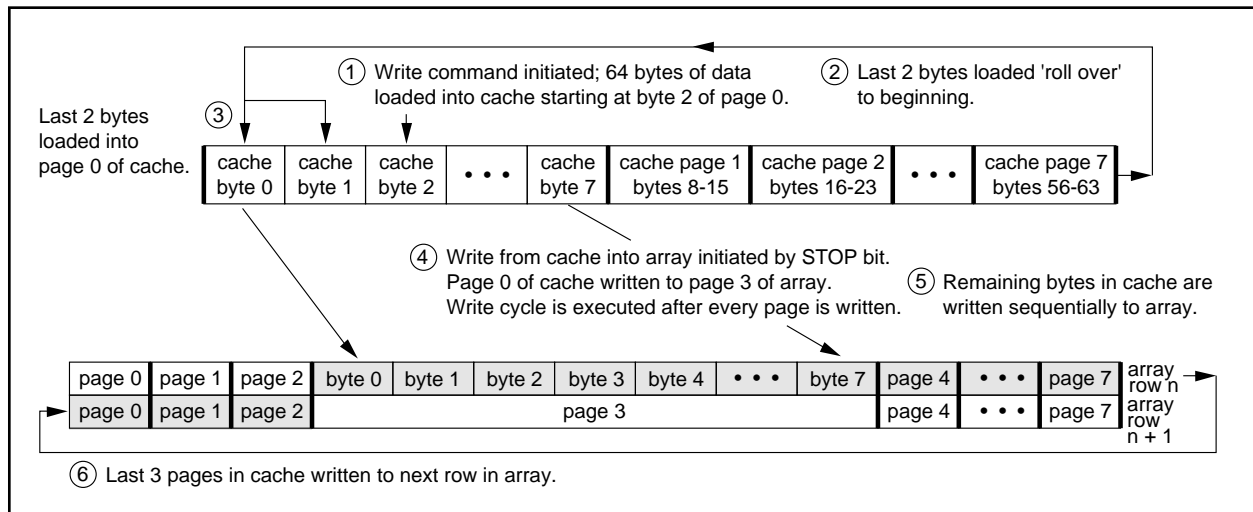 ① Write command initiated; 64 bytes of data
loaded into cache starting at byte 2 of page 0.
② Last 2 bytes loaded 'roll over'
to beginning.
Last 2 bytes
loaded into
page 0 of cache.
③
cache byte 0
cache byte 1
cache byte 2
• • •
cache byte 7
cache page 1 bytes 8-15
cache page 2 bytes 16-23
• • •
cache page 7 bytes 56-63
④ Write from cache into array initiated by STOP bit.
Page 0 of cache written to page 3 of array.
Write cycle is executed after every page is written.
⑤ Remaining bytes in cache are
written sequentially to array.
page 0 page 1 page 2 byte 0 byte 1 byte 2 byte 3 byte 4 • • • byte 7 page 4 • • • page 7 array row n
page 0 page 1 page 2 page 3 page 4 • • • page 7 array row n + 1
⑥ Last 3 pages in cache written to next row in array.